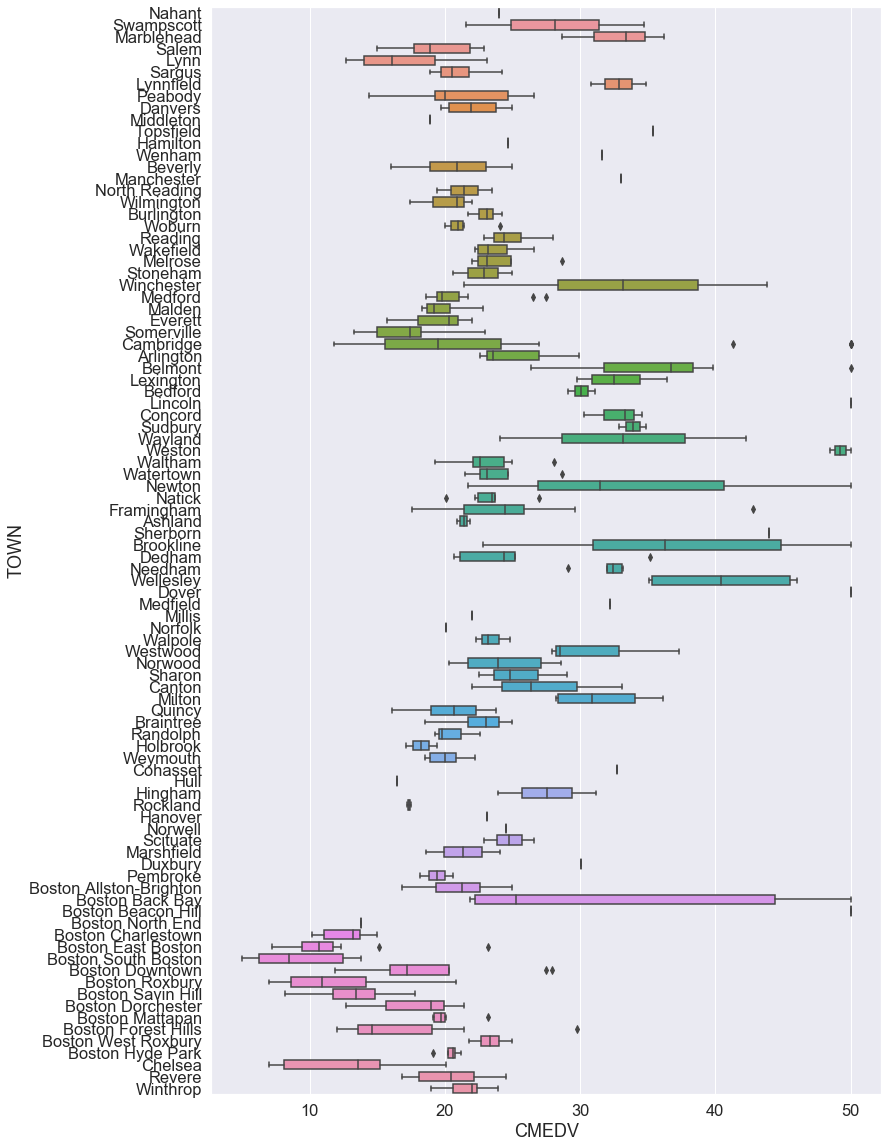 Nahant
Swampscott
Marblehead
Salem
Lynn
Sargus
Lynnfield
Peabody
Danvers
Middleton
Topsfield
Hamilton
Wenham
Beverly
Manchester
North Reading
Wilmington
Burlington
Woburn
Reading
Wakefield
Melrose
Stoneham
Winchester
Medford
Malden
Everett
Somerville
Cambridge
Arlington
Belmont
Lexington
Bedford
Lincoln
Concord
Sudbury
Wayland
Weston
Waltham
Watertown
Newton
Natick
Framingham
Ashland
Sherborn
Brookline
Dedham
Needham
Wellesley
Dover
Medfield
Millis
Norfolk
Walpole
Westwood
Norwood
Sharon
Canton
Milton
Quincy
Braintree
Randolph
Holbrook
Weymouth
Cohasset
Hull
Hingham
Rockland
Hanover
Norwell
Scituate
Marshfield
Duxbury
Pembroke
Boston Allston-Brighton
Boston Back Bay
Boston Beacon Hill
Boston North End
Boston Charlestown
Boston East Boston
Boston South Boston
Boston Downtown
Boston Roxbury
Boston Savin Hill
Boston Dorchester
Boston Mattapan
Boston Forest Hills
Boston West Roxbury
Boston Hyde Park
Chelsea
Revere
Winthrop
TOWN
10 20 30 40 50
CMEDV